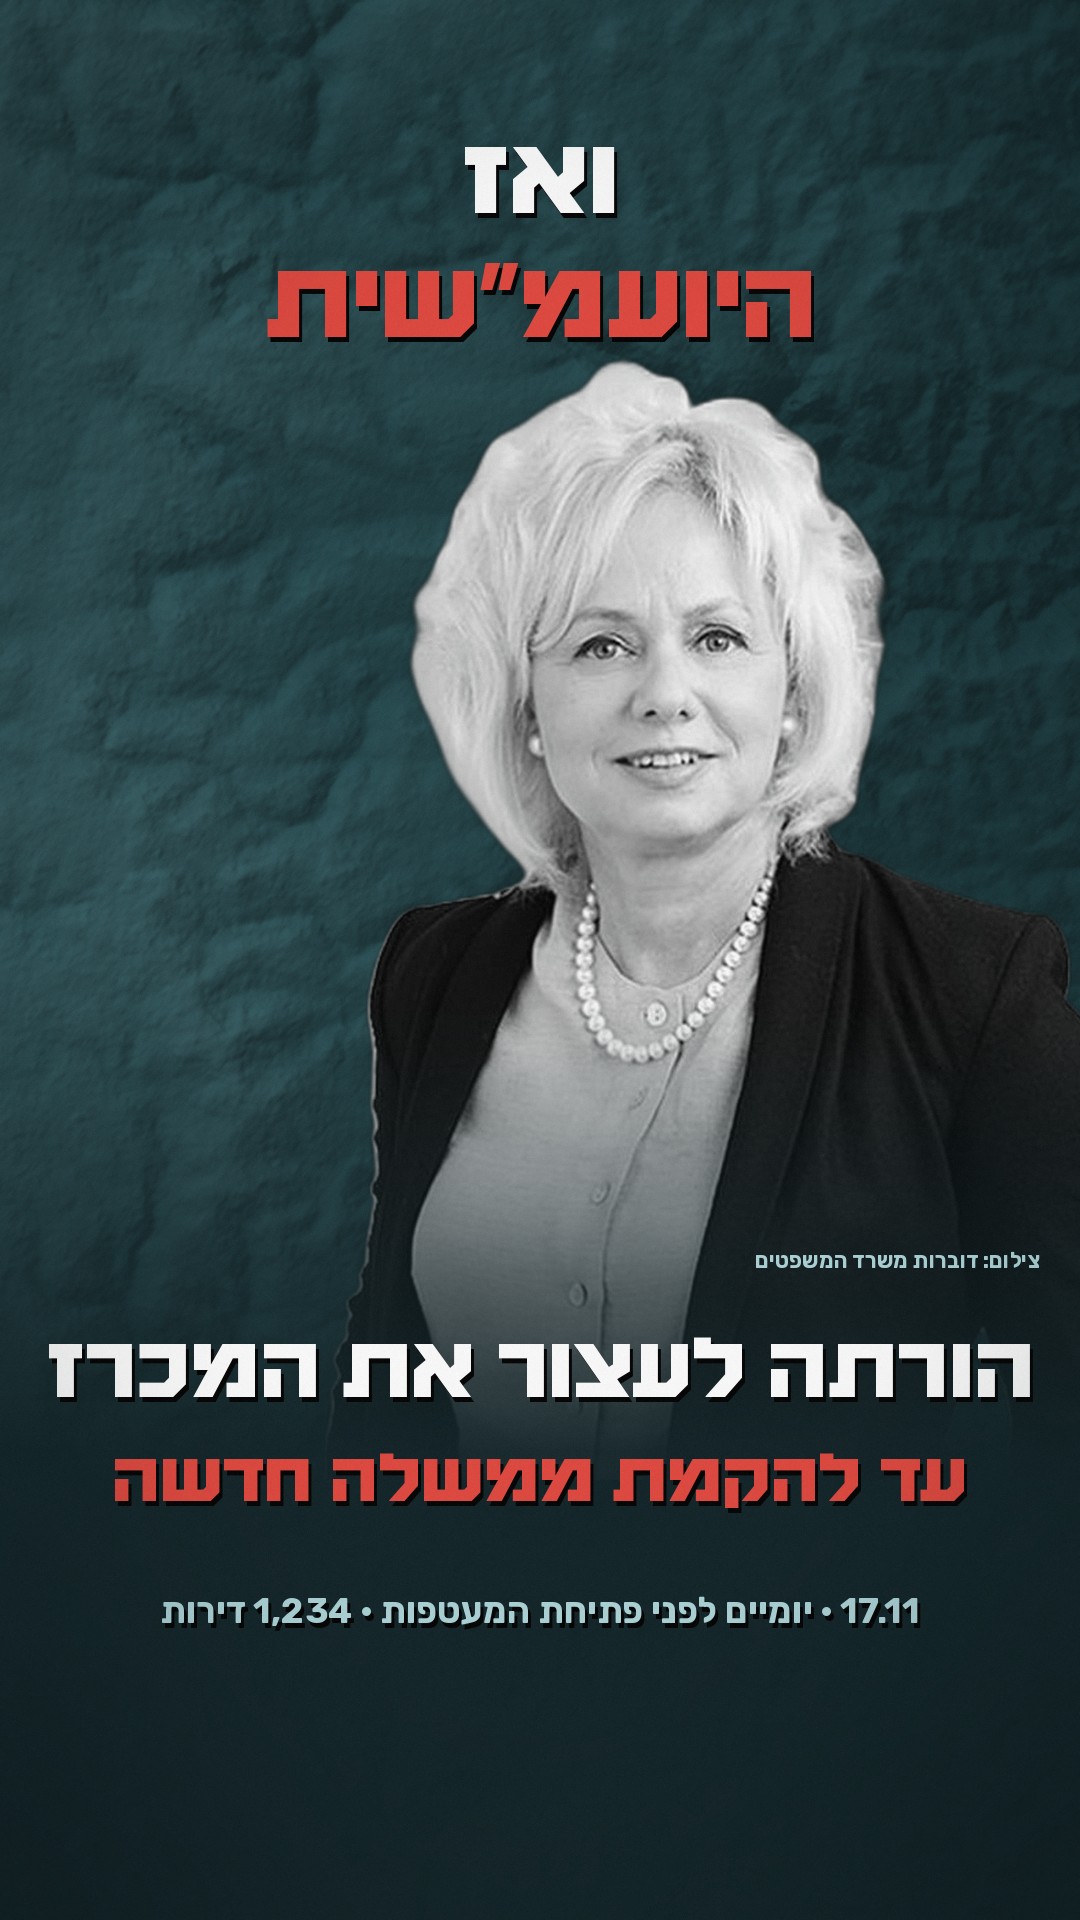 ואז
היועמ"שית
צילום: דוברות משרד המשפטים
הורתה לעצור את המכרז
עד להקמת ממשלה חדשה
17.11 • יומיים לפני פתיחת המעטפות • 1,234 דירות